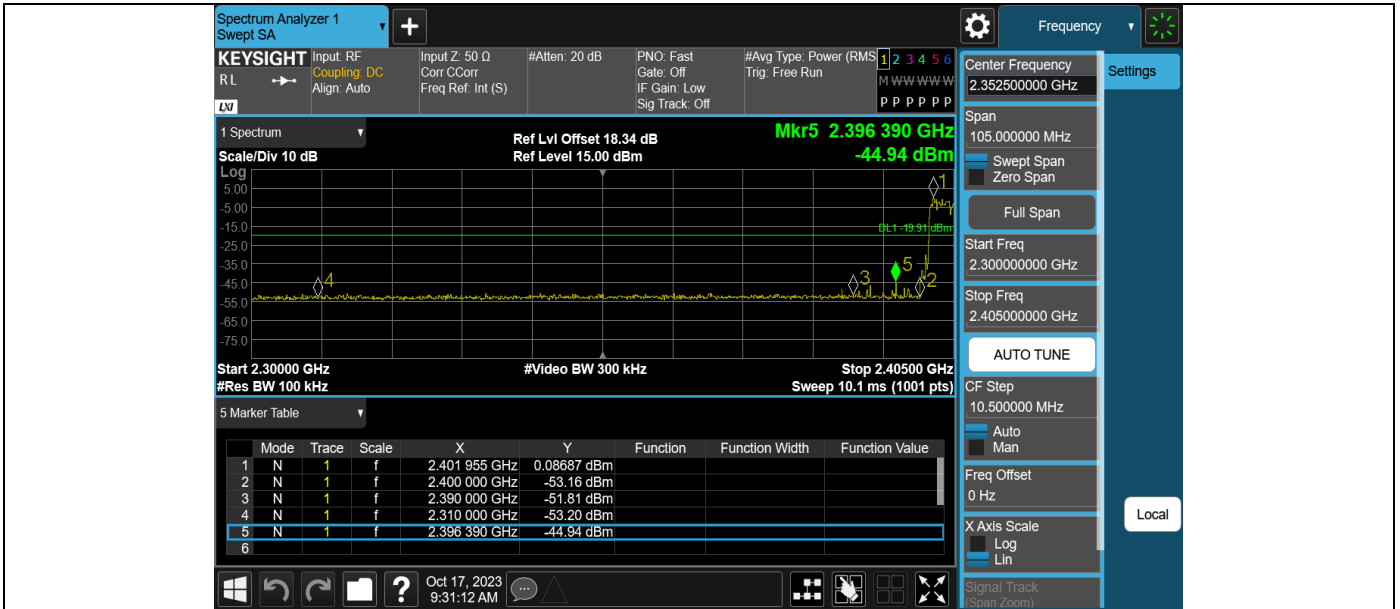 Spectrum Analyzer 1
Swept SA
+
Frequency
KEYSIGHT
R L
LXI
Input: RF
Coupling: DC
Align: Auto
Input Z: 50 Ω
Corr CCorr
Freq Ref: Int (S)
#Atten: 20 dB
PNO: Fast
Gate: Off
IF Gain: Low
Sig Track: Off
#Avg Type: Power (RMS
Trig: Free Run
1 2 3 4 5 6
M W W W W W
P P P P P P
1 Spectrum
Scale/Div 10 dB
Ref Lvl Offset 18.34 dB
Ref Level 15.00 dBm
Mkr5 2.396 390 GHz
-44.94 dBm
Log
5.00
-5.00
-15.0
-25.0
-35.0
-45.0
-55.0
-65.0
-75.0
1
DL1 -19.91 dBm
4
3
5
2
Start 2.30000 GHz
#Video BW 300 kHz
Stop 2.40500 GHz
#Res BW 100 kHz
Sweep 10.1 ms (1001 pts)
5 Marker Table
Mode Trace Scale X Y Function Function Width Function Value
1 N 1 f 2.401 955 GHz 0.08687 dBm
2 N 1 f 2.400 000 GHz -53.16 dBm
3 N 1 f 2.390 000 GHz -51.81 dBm
4 N 1 f 2.310 000 GHz -53.20 dBm
5 N 1 f 2.396 390 GHz -44.94 dBm
6
?
Oct 17, 2023
9:31:12 AM
Center Frequency
2.352500000 GHz
Settings
Span
105.000000 MHz
Swept Span
Zero Span
Full Span
Start Freq
2.300000000 GHz
Stop Freq
2.405000000 GHz
AUTO TUNE
CF Step
10.500000 MHz
Auto
Man
Freq Offset
0 Hz
X Axis Scale
Log
Lin
Local
Signal Track
(Span Zoom)